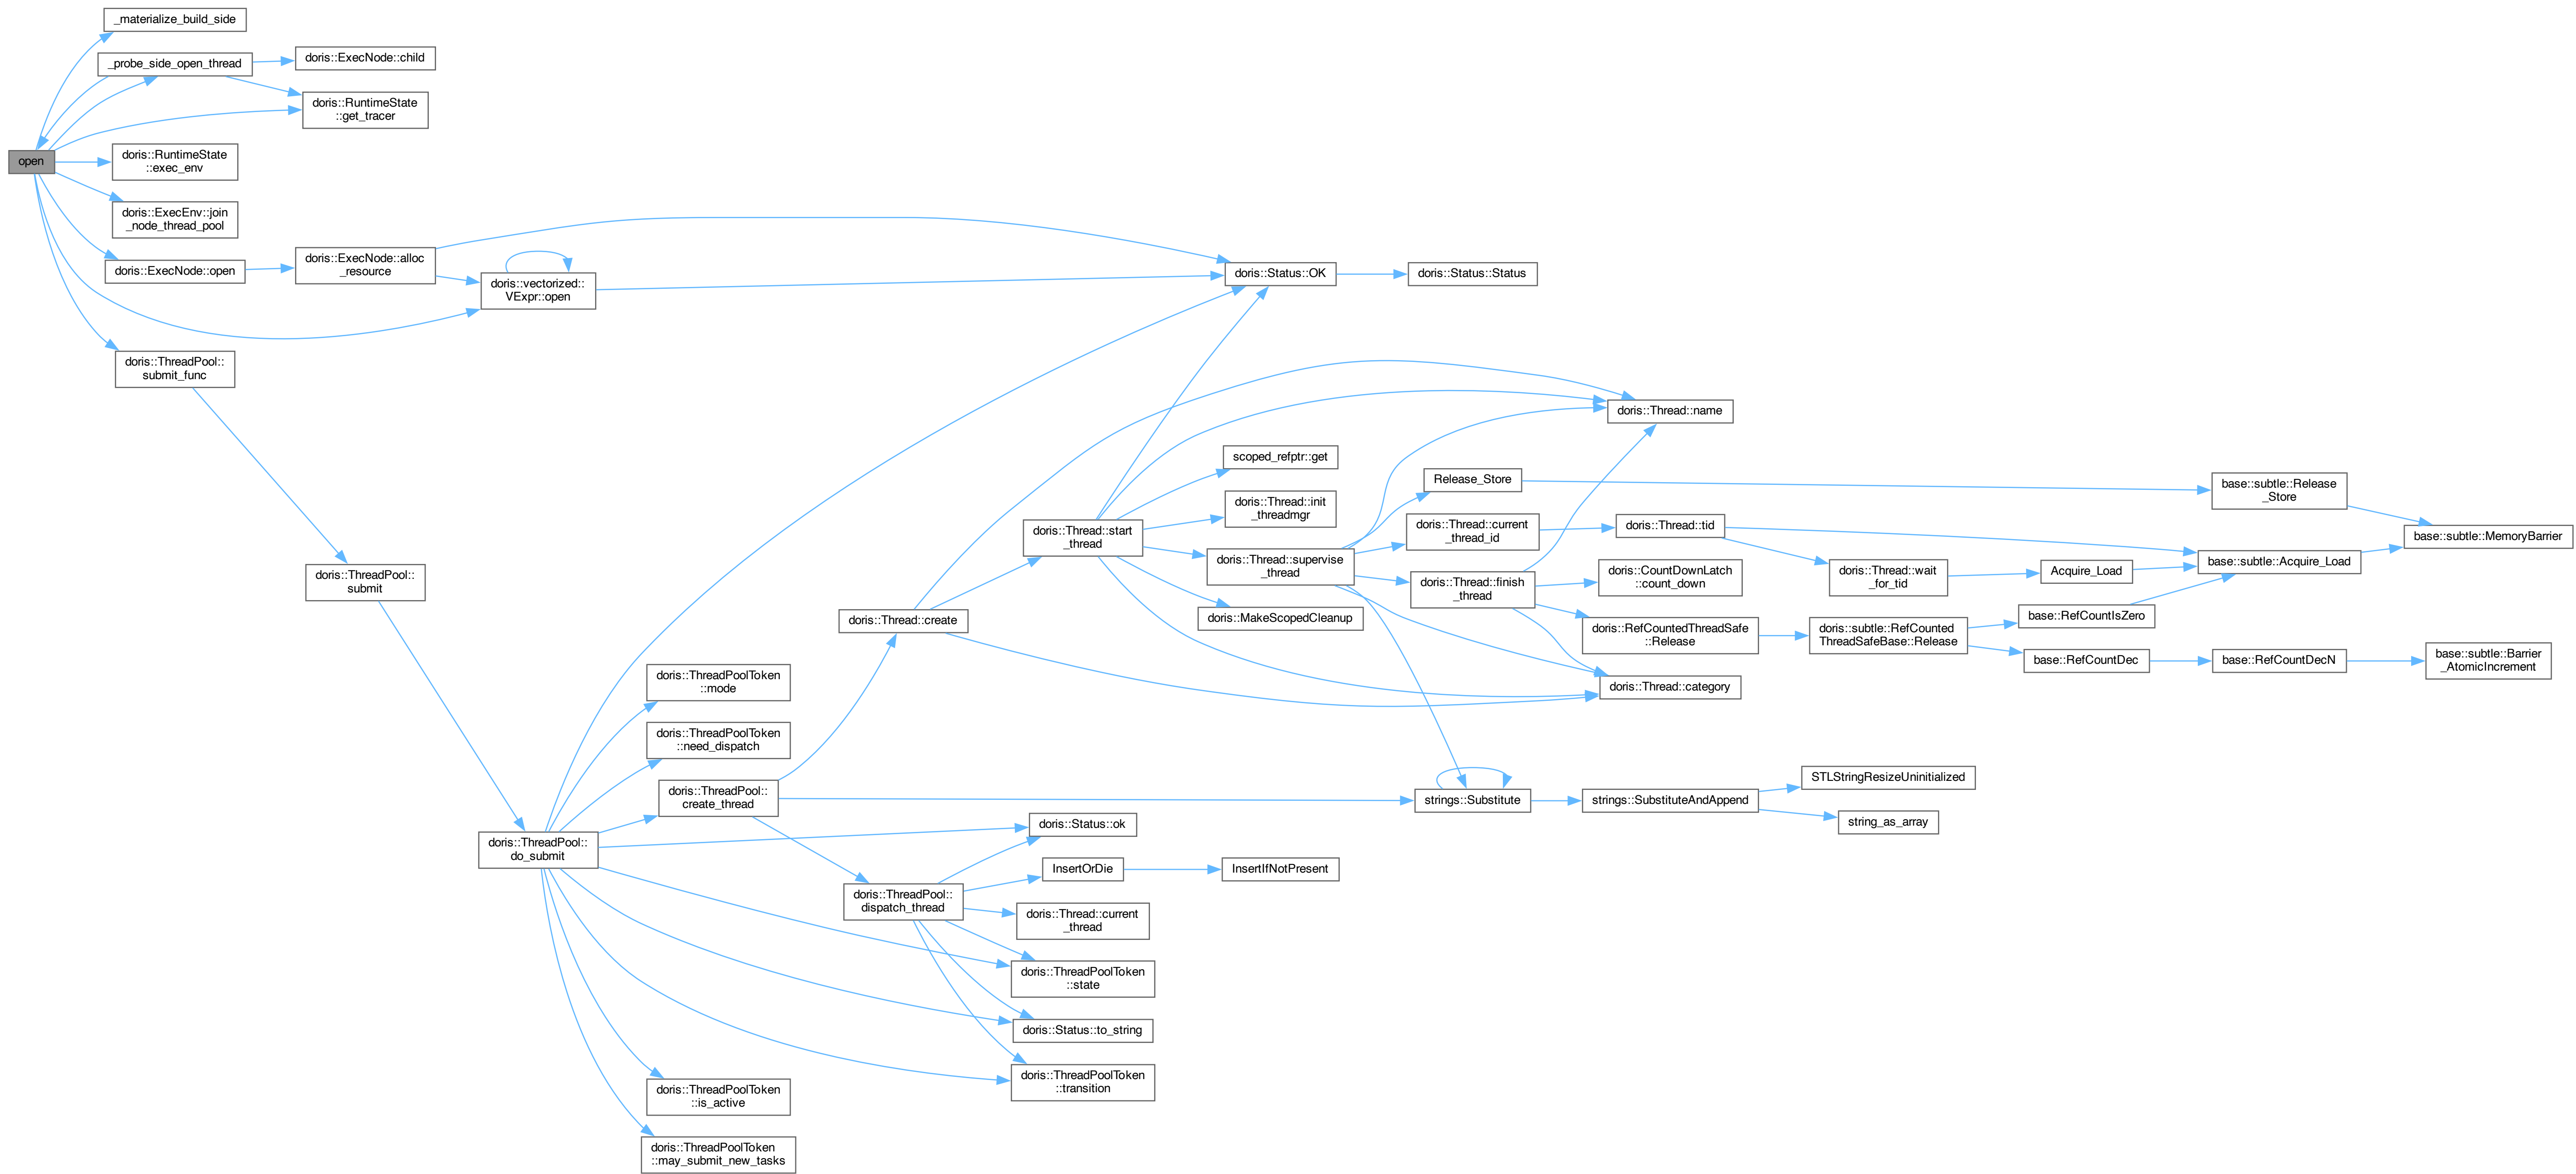 open
_materialize_build_side
_probe_side_open_thread
doris::ExecNode::child
doris::RuntimeState
::get_tracer
doris::RuntimeState
::exec_env
doris::ExecEnv::join
_node_thread_pool
doris::ExecNode::open
doris::ExecNode::alloc
_resource
doris::vectorized::
VExpr::open
doris::Status::OK
doris::Status::Status
doris::ThreadPool::
submit_func
doris::ThreadPool::
submit
doris::ThreadPool::
do_submit
doris::ThreadPoolToken
::mode
doris::ThreadPoolToken
::need_dispatch
doris::ThreadPool::
create_thread
doris::Thread::create
doris::Thread::start
_thread
doris::Thread::name
scoped_refptr::get
doris::Thread::init
_threadmgr
doris::Thread::supervise
_thread
doris::MakeScopedCleanup
Release_Store
base::subtle::Release
_Store
base::subtle::MemoryBarrier
doris::Thread::current
_thread_id
doris::Thread::tid
doris::Thread::wait
_for_tid
Acquire_Load
base::subtle::Acquire_Load
doris::Thread::finish
_thread
doris::CountDownLatch
::count_down
doris::RefCountedThreadSafe
::Release
doris::subtle::RefCounted
ThreadSafeBase::Release
base::RefCountIsZero
base::RefCountDec
base::RefCountDecN
base::subtle::Barrier
_AtomicIncrement
doris::Thread::category
strings::Substitute
strings::SubstituteAndAppend
STLStringResizeUninitialized
string_as_array
doris::Status::ok
doris::ThreadPool::
dispatch_thread
InsertOrDie
InsertIfNotPresent
doris::Thread::current
_thread
doris::ThreadPoolToken
::state
doris::Status::to_string
doris::ThreadPoolToken
::transition
doris::ThreadPoolToken
::is_active
doris::ThreadPoolToken
::may_submit_new_tasks